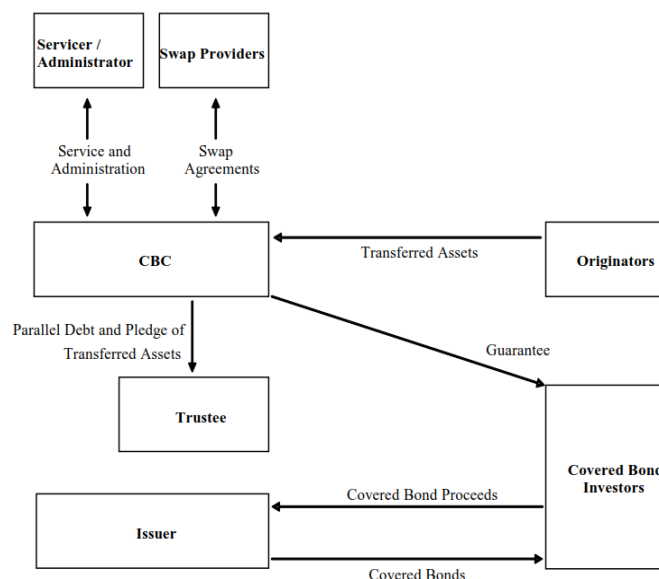 Servicer /
Administrator
Swap Providers
Service and
Administration
Swap
Agreements
CBC
Transferred Assets
Originators
Parallel Debt and Pledge of
Transferred Assets
Guarantee
Trustee
Covered Bond
Investors
Covered Bond Proceeds
Issuer
Covered Bonds